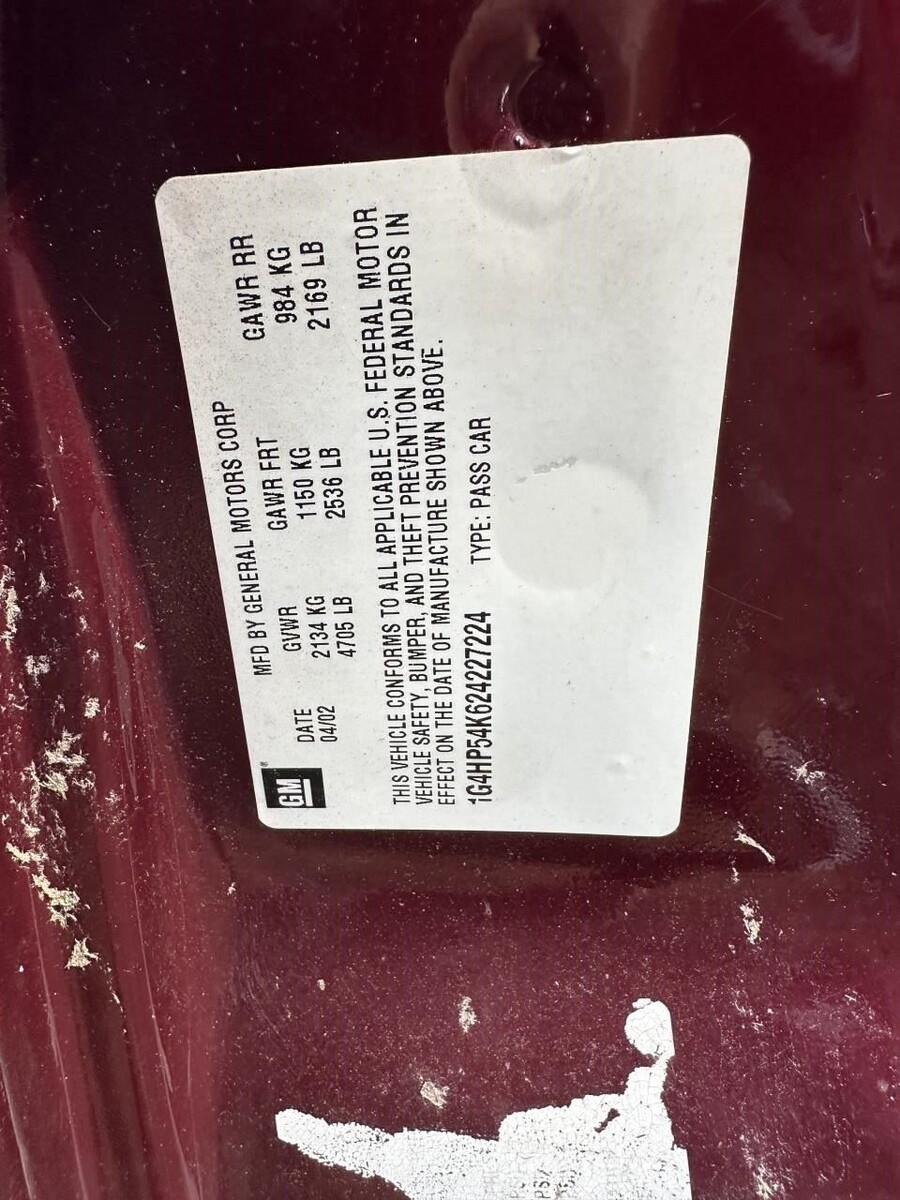 GM
MFD BY GENERAL MOTORS CORP
DATE GVWR GAWR FRT GAWR RR
04/02 2134 KG 1150 KG 984 KG
4705 LB 2536 LB 2169 LB
THIS VEHICLE CONFORMS TO ALL APPLICABLE U.S. FEDERAL MOTOR
VEHICLE SAFETY, BUMPER, AND THEFT PREVENTION STANDARDS IN
EFFECT ON THE DATE OF MANUFACTURE SHOWN ABOVE.
1G4HP54K624227224 TYPE: PASS CAR